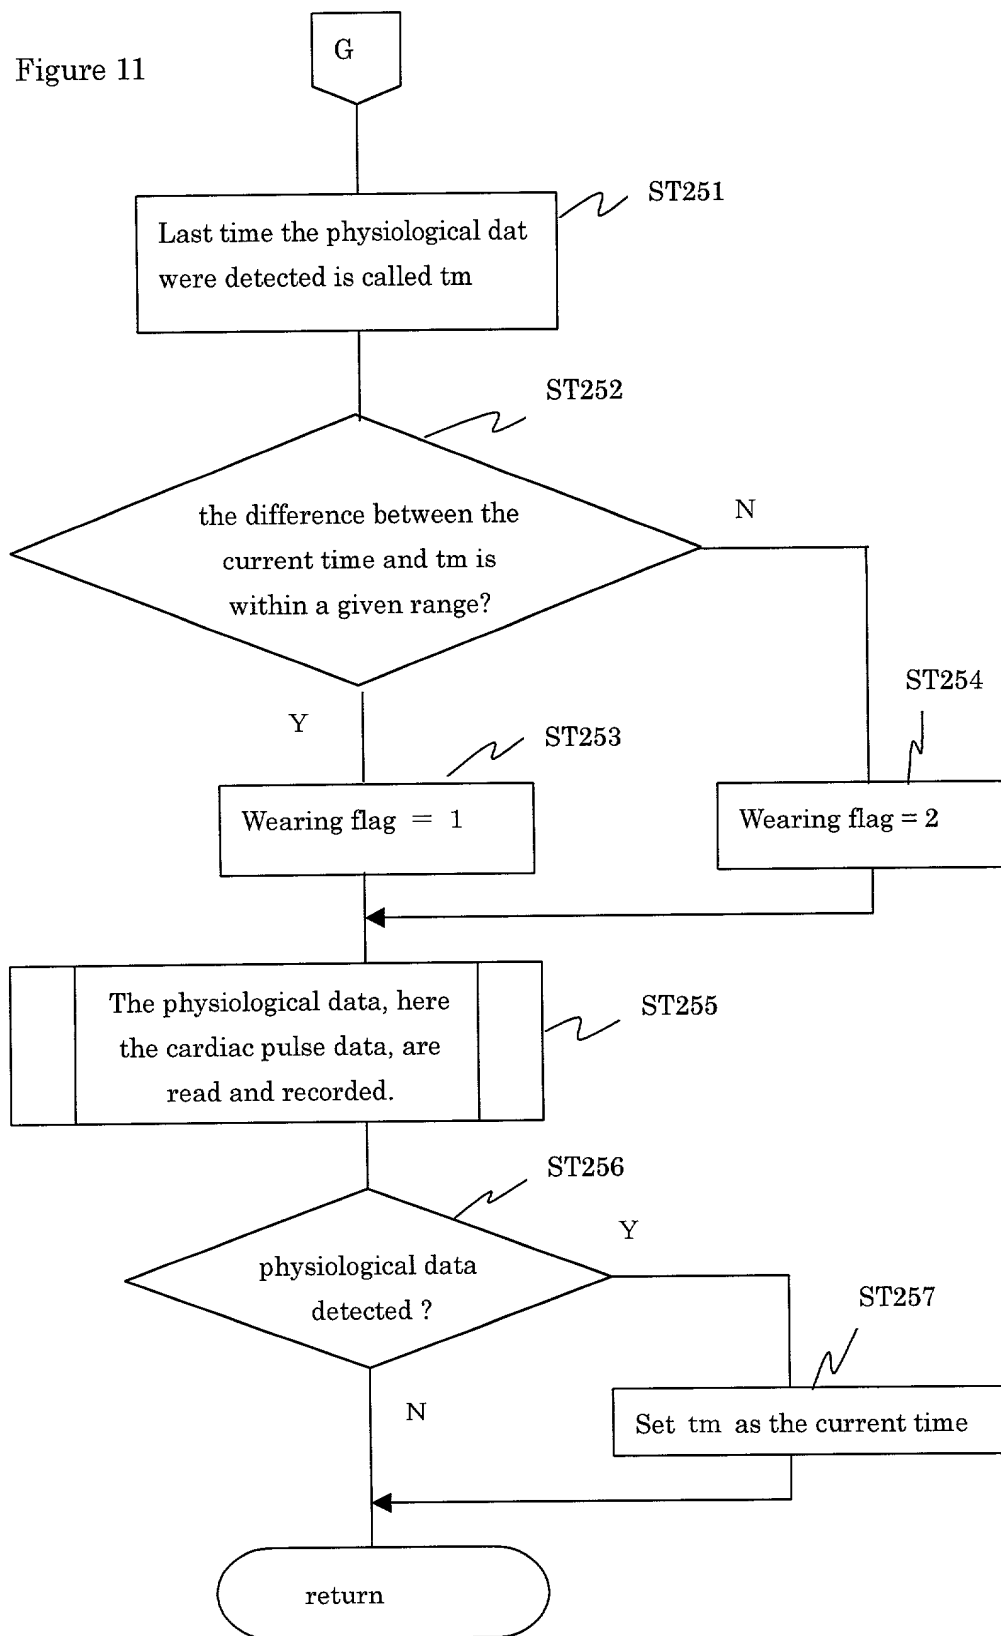 G
Figure 11
ST251
Last time the physiological dat
were detected is called tm
ST252
the difference between the
current time and tm is
within a given range?
N
Y
ST254
ST253
Wearing flag = 1
Wearing flag = 2
The physiological data, here
the cardiac pulse data, are
read and recorded.
ST255
ST256
Y
physiological data
detected ?
ST257
N
Set tm as the current time
return